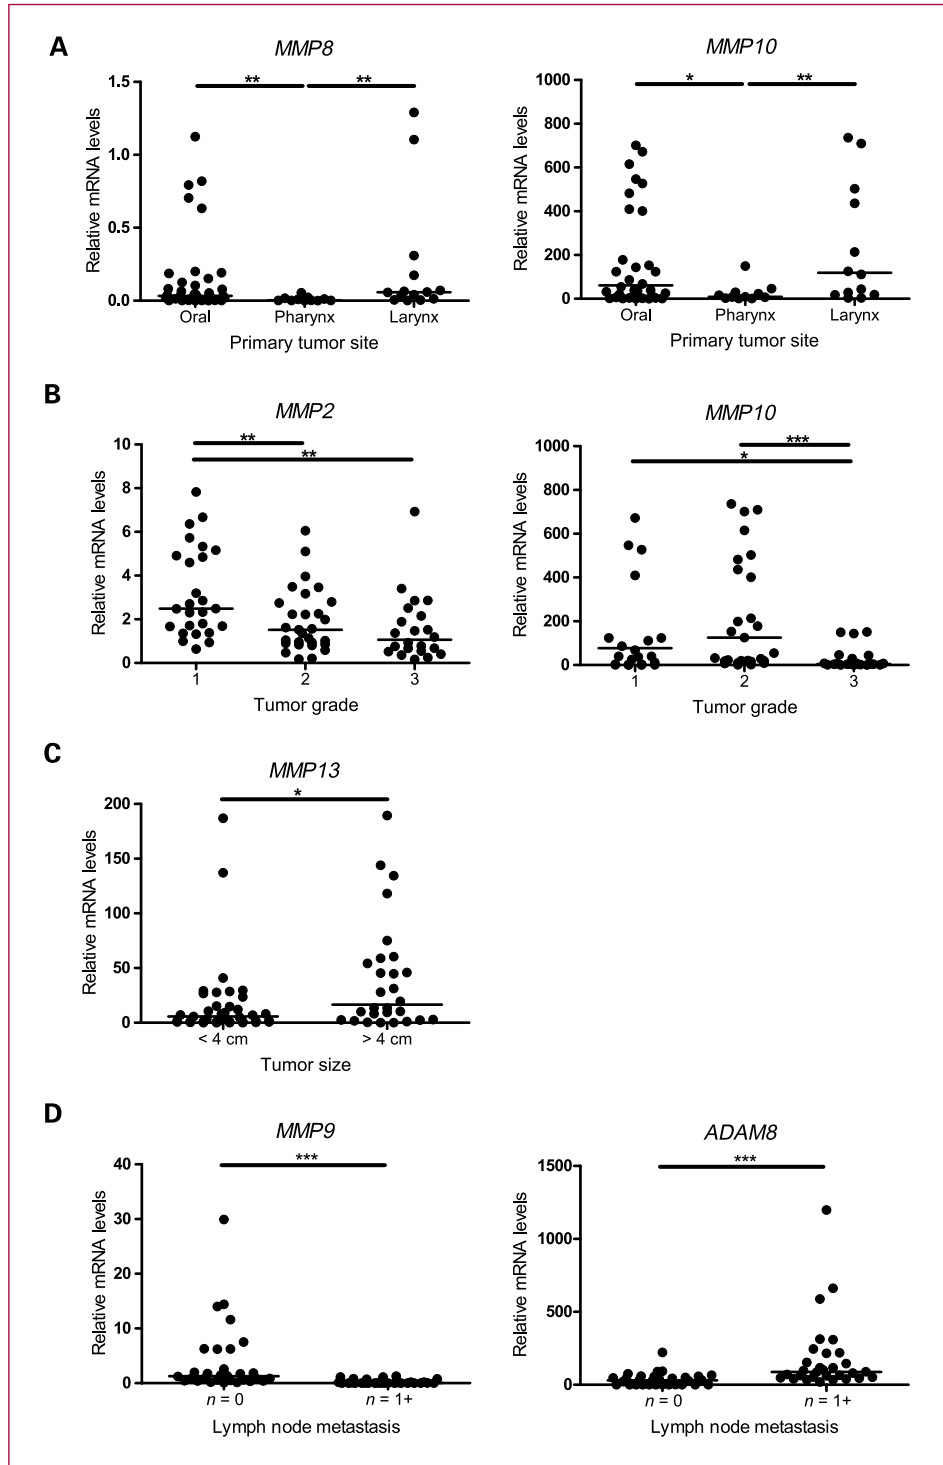 A
MMP8
** **
1.5
1.0
0.5
0.0
Relative mRNA levels
Oral Pharynx Larynx
Primary tumor site
MMP10
* **
1000
800
600
400
200
0
Relative mRNA levels
Oral Pharynx Larynx
Primary tumor site
B
MMP2
**
**
10
8
6
4
2
0
Relative mRNA levels
1 2 3
Tumor grade
MMP10
***
*
1000
800
600
400
200
0
Relative mRNA levels
1 2 3
Tumor grade
C
MMP13
*
200
150
100
50
0
Relative mRNA levels
< 4 cm > 4 cm
Tumor size
D
MMP9
***
40
30
20
10
0
Relative mRNA levels
n = 0 n = 1+
Lymph node metastasis
ADAM8
***
1500
1000
500
0
Relative mRNA levels
n = 0 n = 1+
Lymph node metastasis